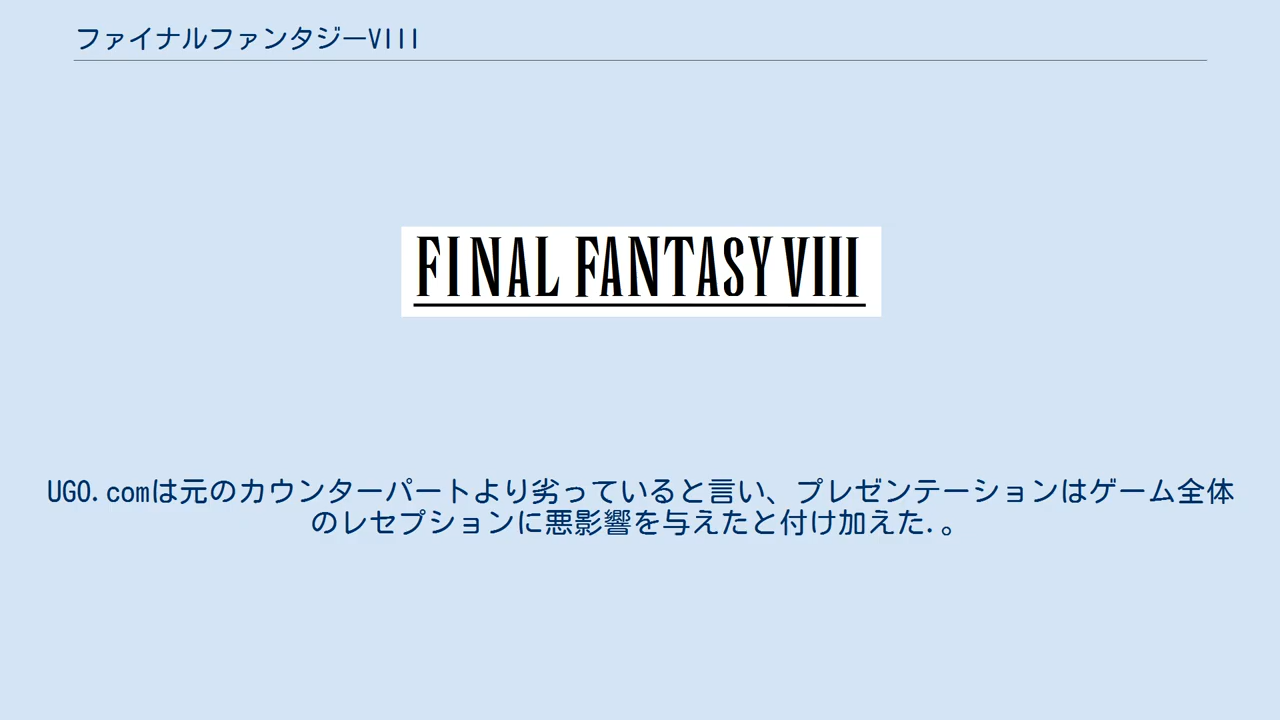 ファイナルファンタジーVIII
FINAL FANTASY VIII
UGO.comは元のカウンターパートより劣っていると言い、プレゼンテーションはゲーム全体
のレセプションに悪影響を与えたと付け加えた.。